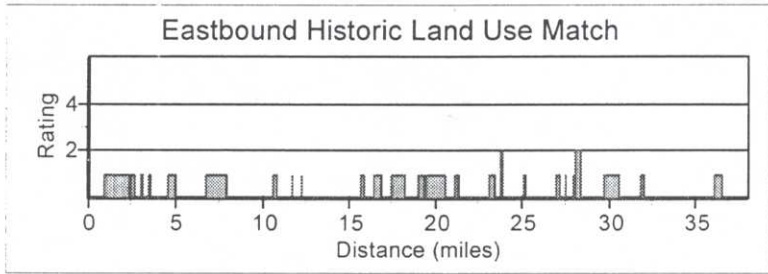 Eastbound Historic Land Use Match
Rating
4
2
0 5 10 15 20 25 30 35
Distance (miles)